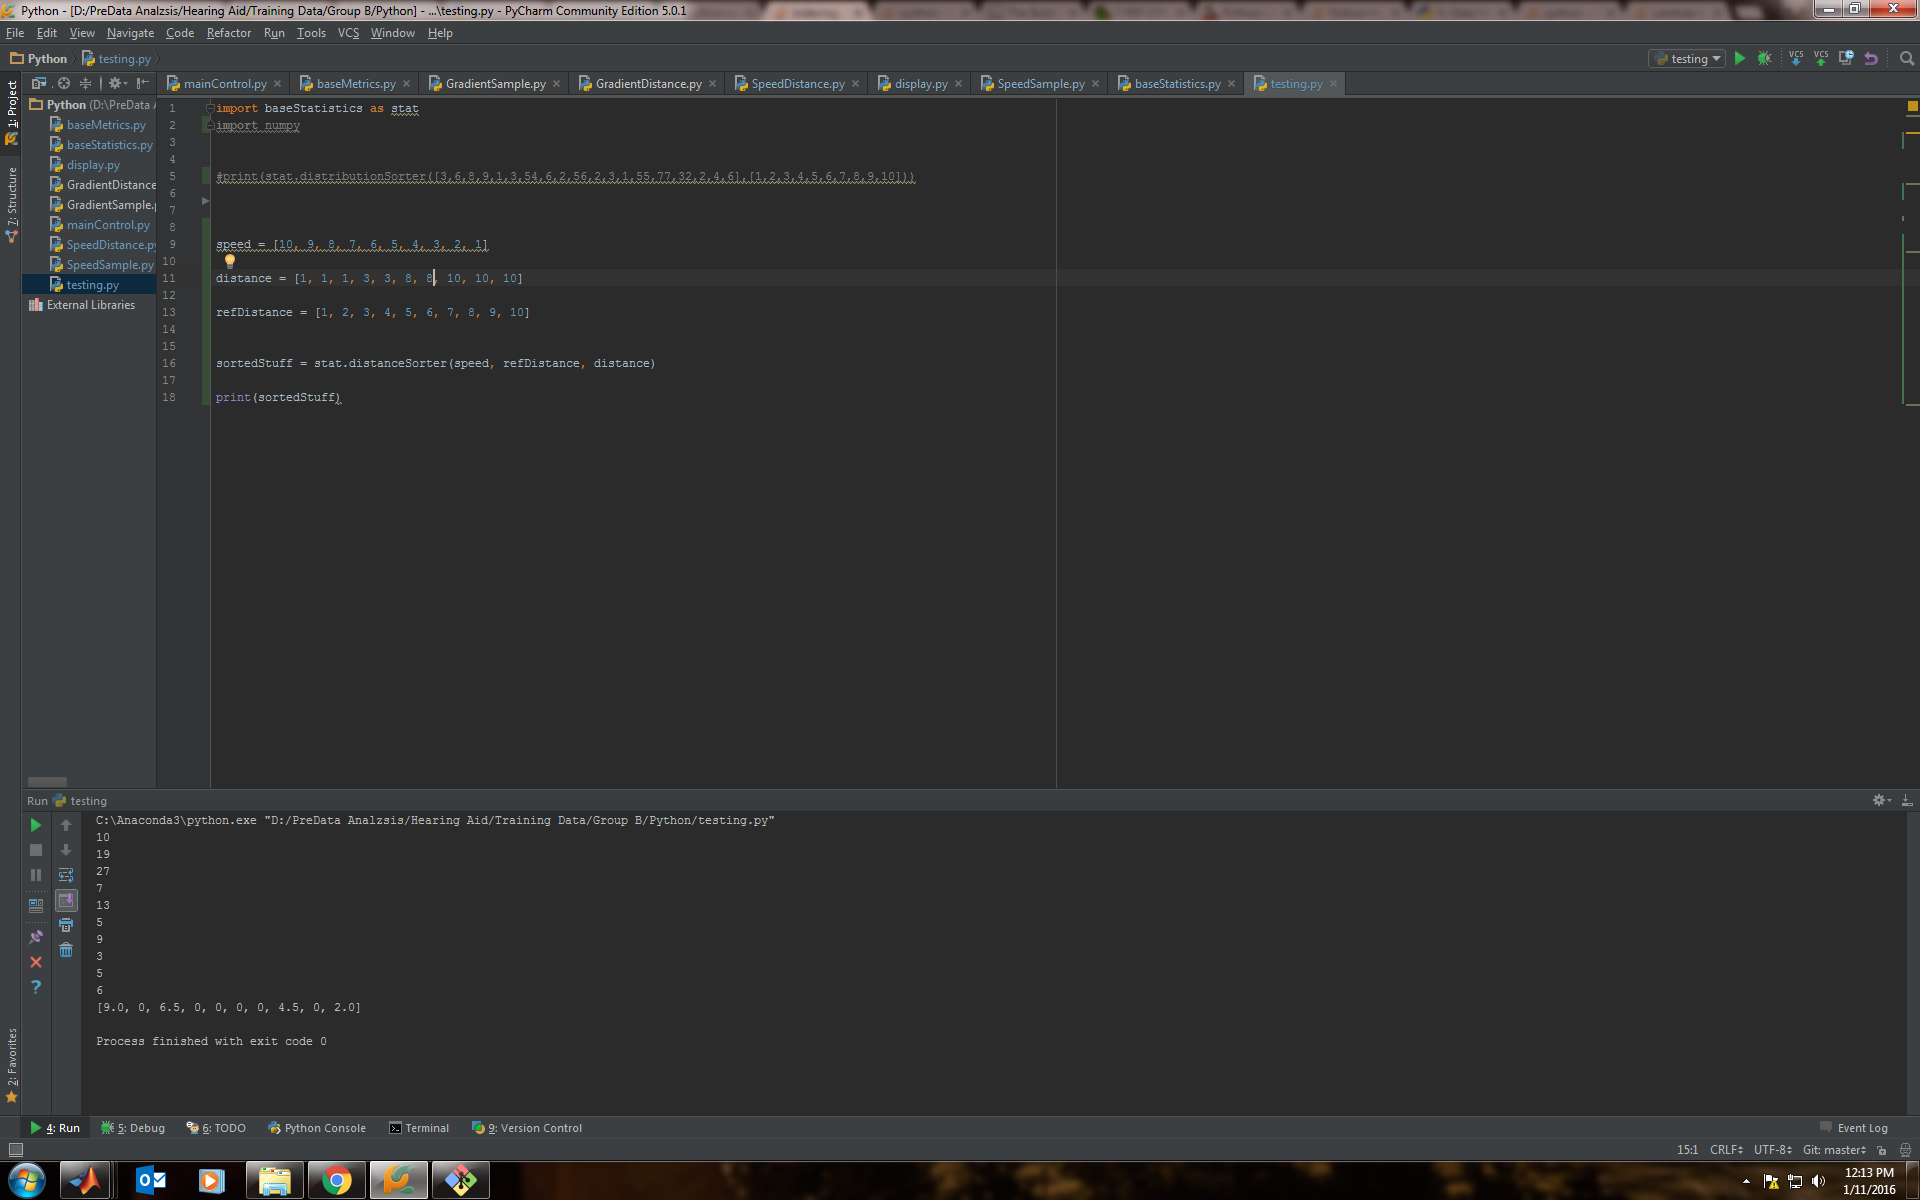 Python - [D:/PreData Analzsis/Hearing Aid/Training Data/Group B/Python] - ...\testing.py - PyCharm Community Edition 5.0.1
File Edit View Navigate Code Refactor Run Tools VCS Window Help
Python testing.py
testing
VCS VCS
mainControl.py baseMetrics.py GradientSample.py GradientDistance.py SpeedDistance.py display.py SpeedSample.py baseStatistics.py testing.py
1: Project
7: Structure
2: Favorites
Python (D:\PreData A
baseMetrics.py
baseStatistics.py
display.py
GradientDistance
GradientSample.p
mainControl.py
SpeedDistance.py
SpeedSample.py
testing.py
External Libraries
1 import baseStatistics as stat
2 import numpy
3
4
5 #print(stat.distributionSorter([3,6,8,9,1,3,54,6,2,56,2,3,1,55,77,32,2,4,6],[1,2,3,4,5,6,7,8,9,10]))
6
7
8
9 speed = [10, 9, 8, 7, 6, 5, 4, 3, 2, 1]
10
11 distance = [1, 1, 1, 3, 3, 8, 8, 10, 10, 10]
12
13 refDistance = [1, 2, 3, 4, 5, 6, 7, 8, 9, 10]
14
15
16 sortedStuff = stat.distanceSorter(speed, refDistance, distance)
17
18 print(sortedStuff)
Run testing
C:\Anaconda3\python.exe "D:/PreData Analzsis/Hearing Aid/Training Data/Group B/Python/testing.py"
10
19
27
7
13
5
9
3
5
6
[9.0, 0, 6.5, 0, 0, 0, 0, 4.5, 0, 2.0]
Process finished with exit code 0
4: Run 5: Debug 6: TODO Python Console Terminal 9: Version Control Event Log
15:1 CRLF UTF-8 Git: master
12:13 PM
1/11/2016